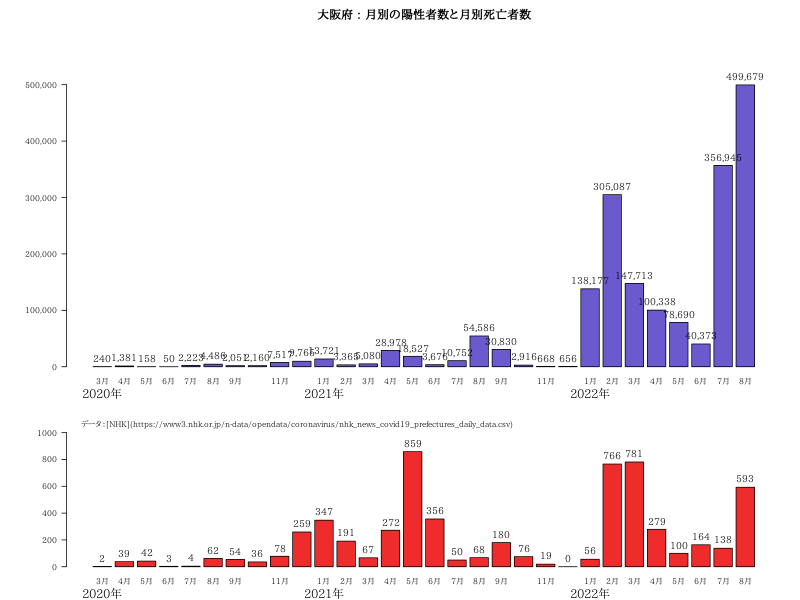 大阪府 : 月別の陽性者数と月別死亡者数
499,679
500,000
400,000
356,945
305,087
300,000
200,000
147,713
138,177
100,338
100,000
78,690
54,586
40,373
28,978 30,830
240 1,381 158 50 2,223 4,486 2,051 2,160 7,517 9,766 13,721 3,365 5,080 18,527 3,676 10,752 2,916 668 656
0
3月 4月 5月 6月 7月 8月 9月 11月 1月 2月 3月 4月 5月 6月 7月 8月 9月 11月 1月 2月 3月 4月 5月 6月 7月 8月
2020年 2021年 2022年
データ:[NHK](https://www3.nhk.or.jp/n-data/opendata/coronavirus/nhk_news_covid19_prefectures_daily_data.csv)
1000
859
800
766 781
600
593
400
347 356
259 272 279
200
191 180 164 138
100
2 39 42 3 4 62 54 36 78 67 50 68 76 19 0 56
0
3月 4月 5月 6月 7月 8月 9月 11月 1月 2月 3月 4月 5月 6月 7月 8月 9月 11月 1月 2月 3月 4月 5月 6月 7月 8月
2020年 2021年 2022年